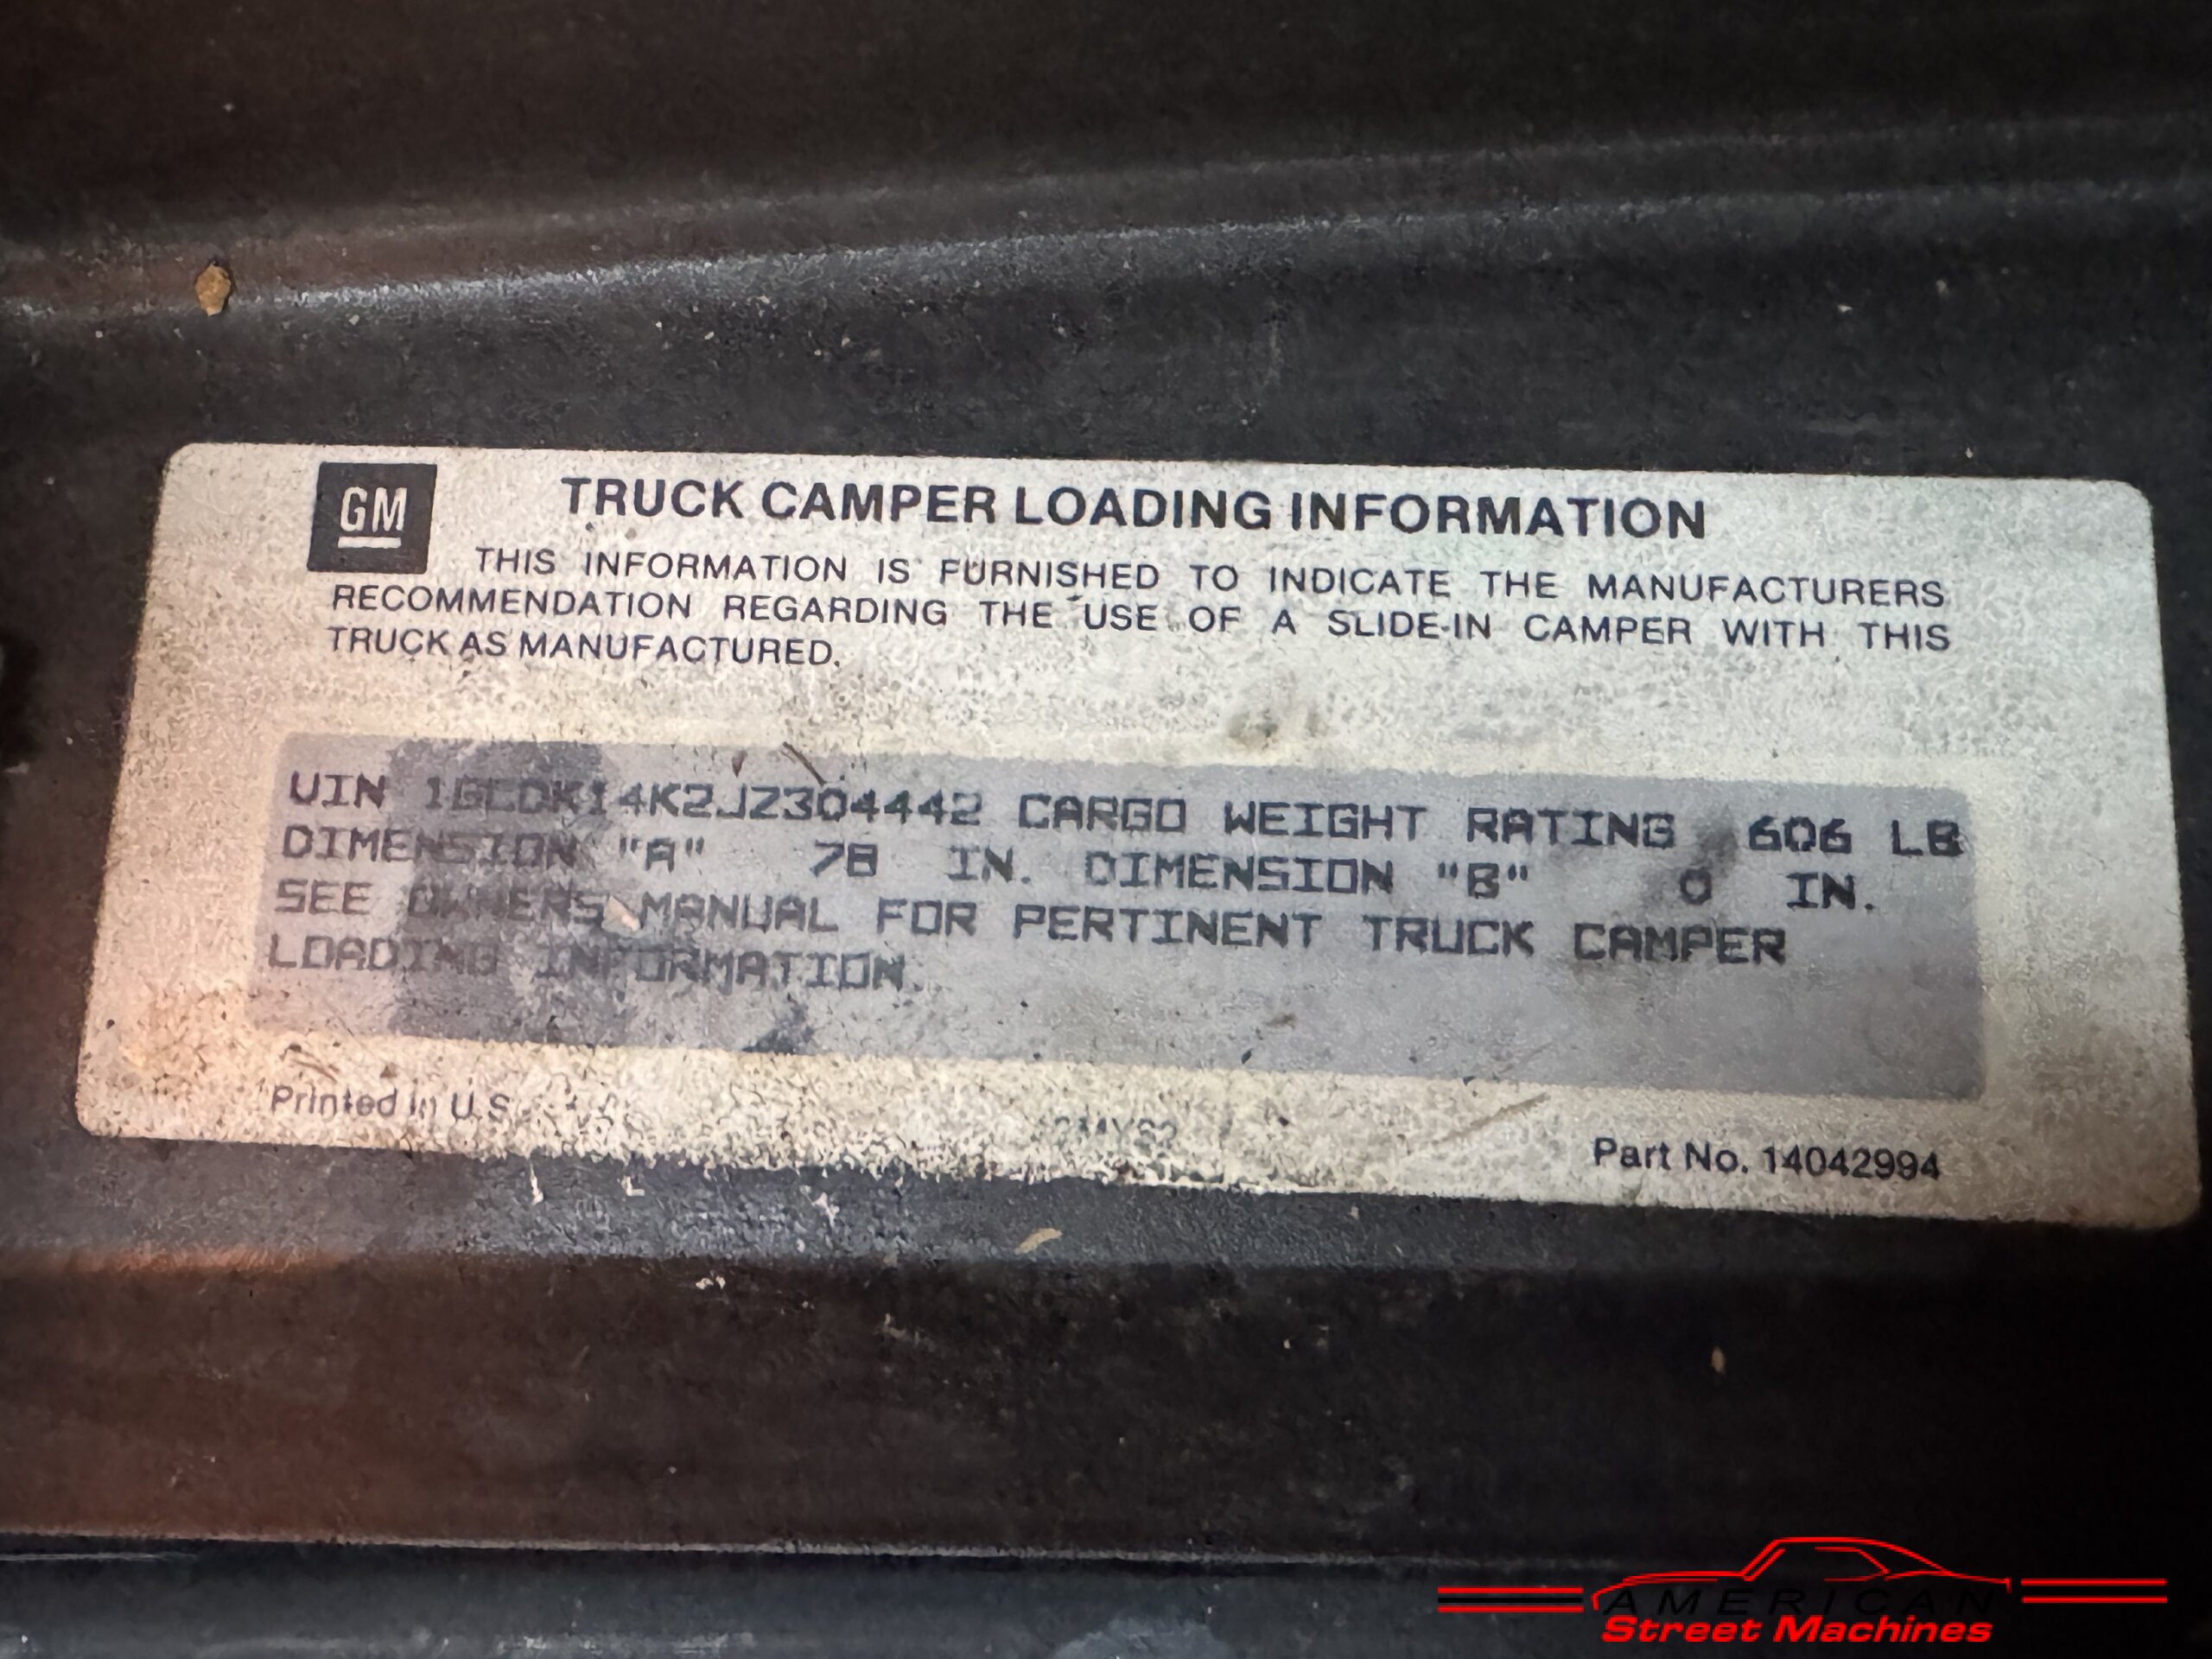 GM
TRUCK CAMPER LOADING INFORMATION
THIS INFORMATION IS FURNISHED TO INDICATE THE MANUFACTURERS
RECOMMENDATION REGARDING THE USE OF A SLIDE-IN CAMPER WITH THIS
TRUCK AS MANUFACTURED.
VIN 1GCDK14K2JZ304442 CARGO WEIGHT RATING 606 LB
DIMENSION "A" 78 IN. DIMENSION "B" 0 IN.
SEE OWNERS MANUAL FOR PERTINENT TRUCK CAMPER
LOADING INFORMATION.
Printed in U.S
Part No. 14042994
AMERICAN
Street Machines